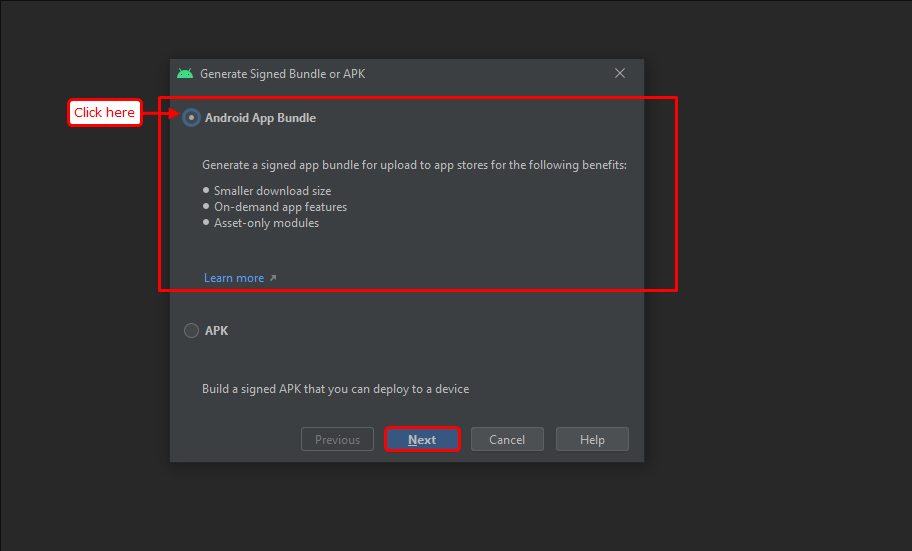 Generate Signed Bundle or APK
Click here
Android App Bundle
Generate a signed app bundle for upload to app stores for the following benefits:
Smaller download size
On-demand app features
Asset-only modules
Learn more
APK
Build a signed APK that you can deploy to a device
Previous Next Cancel Help